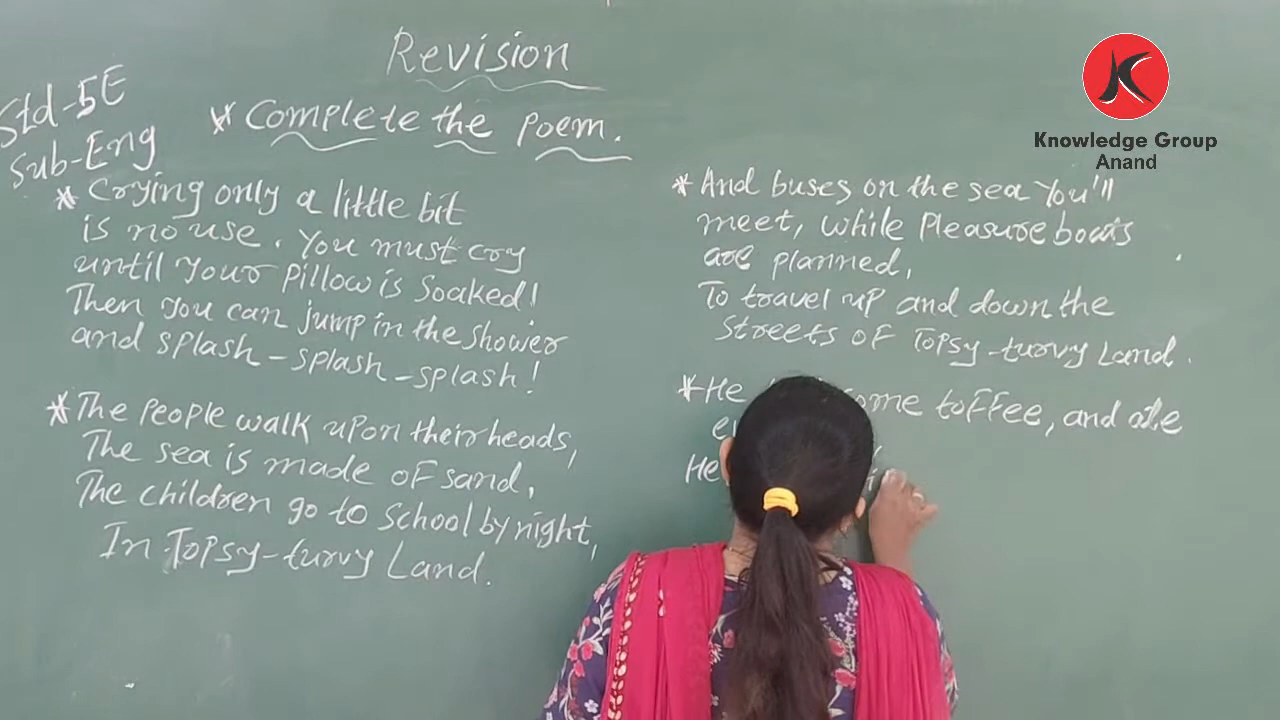 Revision
Std-5E
Sub-Eng
* Complete the poem.
* Crying only a little bit
is no use. You must cry
until your pillow is soaked!
Then you can jump in the shower
and splash-splash-splash!
* The people walk upon their heads,
The sea is made of sand,
The children go to school by night,
In Topsy-turvy Land.
* And buses on the sea You'll
meet, while pleasure boats
are planned,
To travel up and down the
streets of Topsy-turvy Land.
* He some toffee, and
He
Knowledge Group
Anand